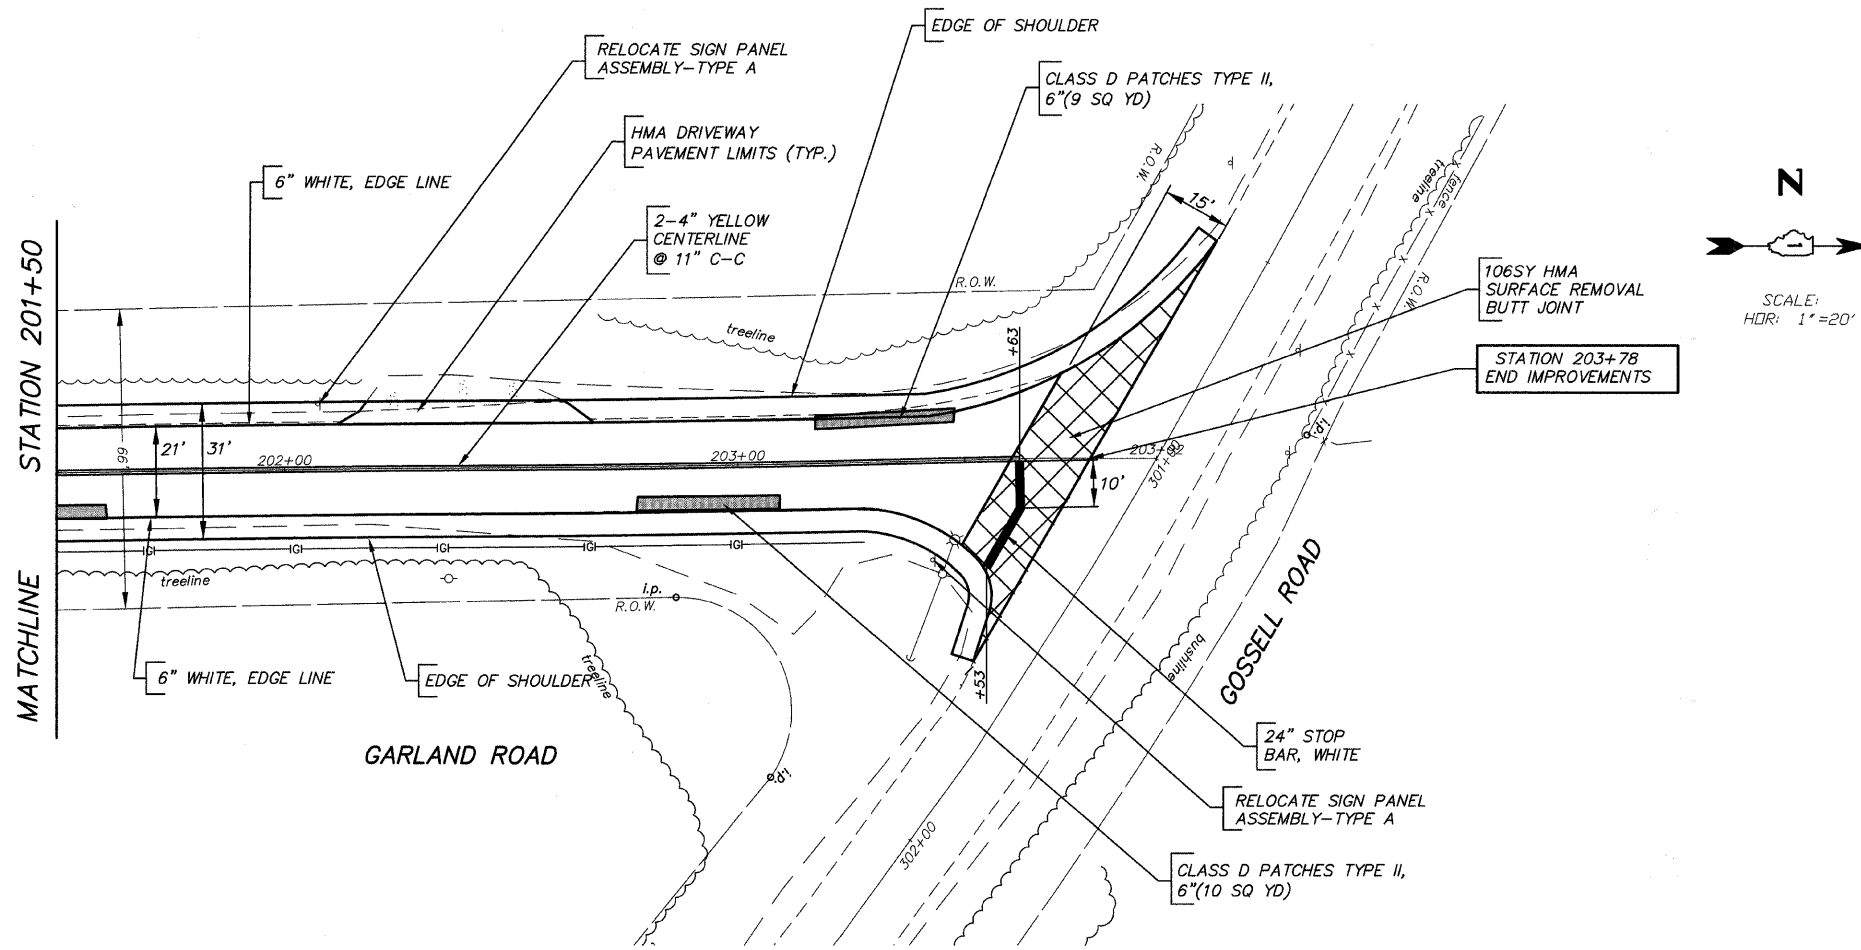 EDGE OF SHOULDER
RELOCATE SIGN PANEL
ASSEMBLY-TYPE A
CLASS D PATCHES TYPE II,
6"(9 SQ YD)
HMA DRIVEWAY
PAVEMENT LIMITS (TYP.)
6" WHITE, EDGE LINE
2-4" YELLOW
CENTERLINE
@ 11" C-C
R.O.W.
15'
treeline
fence
N
SCALE:
HOR: 1"=20'
106SY HMA
SURFACE REMOVAL
BUTT JOINT
STATION 203+78
END IMPROVEMENTS
R.O.W.
R.O.W.
treeline
+63
MATCHLINE STATION 201+50
66'
21'
31'
202+00
203+00
301+00
10'
i.p.
treeline
i.p.
R.O.W.
6" WHITE, EDGE LINE
EDGE OF SHOULDER
treeline
+53
bushline
GOSSELL ROAD
GARLAND ROAD
i.p.
302+00
24" STOP
BAR, WHITE
RELOCATE SIGN PANEL
ASSEMBLY-TYPE A
CLASS D PATCHES TYPE II,
6"(10 SQ YD)